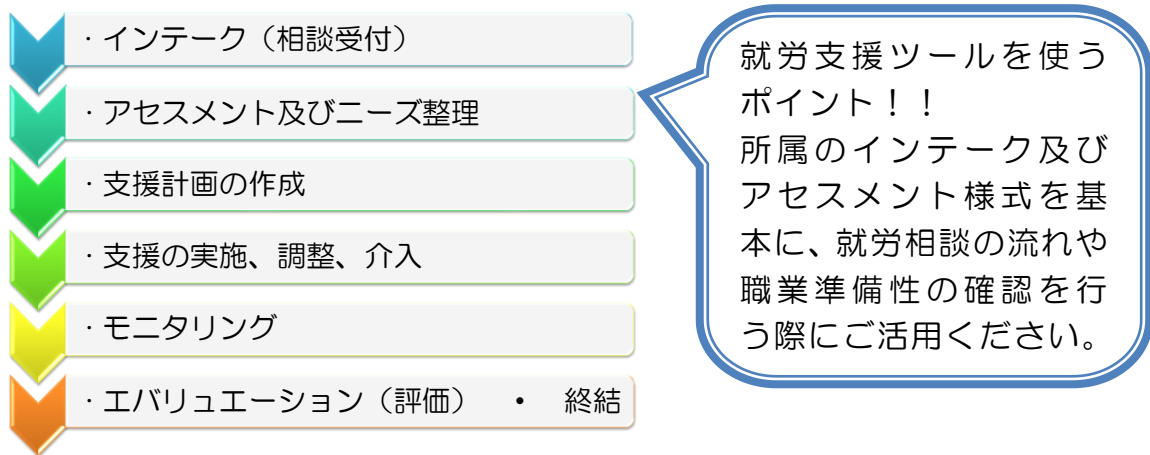 ・インテーク（相談受付）
・アセスメント及びニーズ整理
・支援計画の作成
・支援の実施、調整、介入
・モニタリング
・エバリュエーション（評価）　・　終結
就労支援ツールを使う
ポイント！！
所属のインテーク及び
アセスメント様式を基
本に、就労相談の流れや
職業準備性の確認を行
う際にご活用ください。